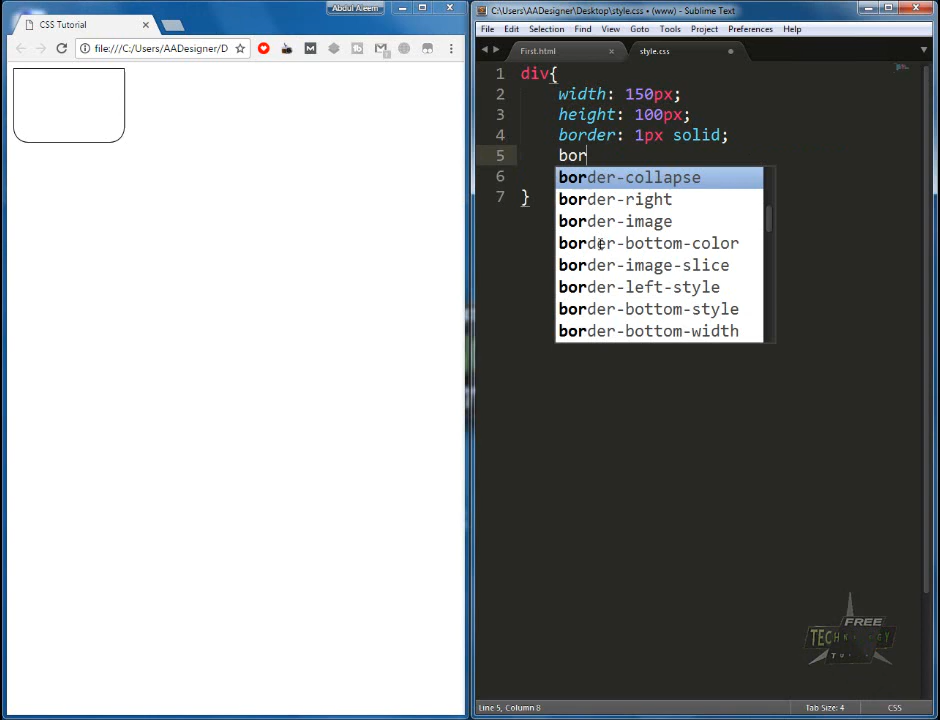 Abdul Aleem
CSS Tutorial
file:///C:/Users/AADesigner/D
C:\Users\AADesigner\Desktop\style.css • (www) - Sublime Text
File Edit Selection Find View Goto Tools Project Preferences Help
First.html
style.css
1 div{
2 width: 150px;
3 height: 100px;
4 border: 1px solid;
5 bor
border-collapse
6 border-right
7 }
border-image
border-bottom-color
border-image-slice
border-left-style
border-bottom-style
border-bottom-width
FREE
Line 5, Column 8
Tab Size: 4
CSS